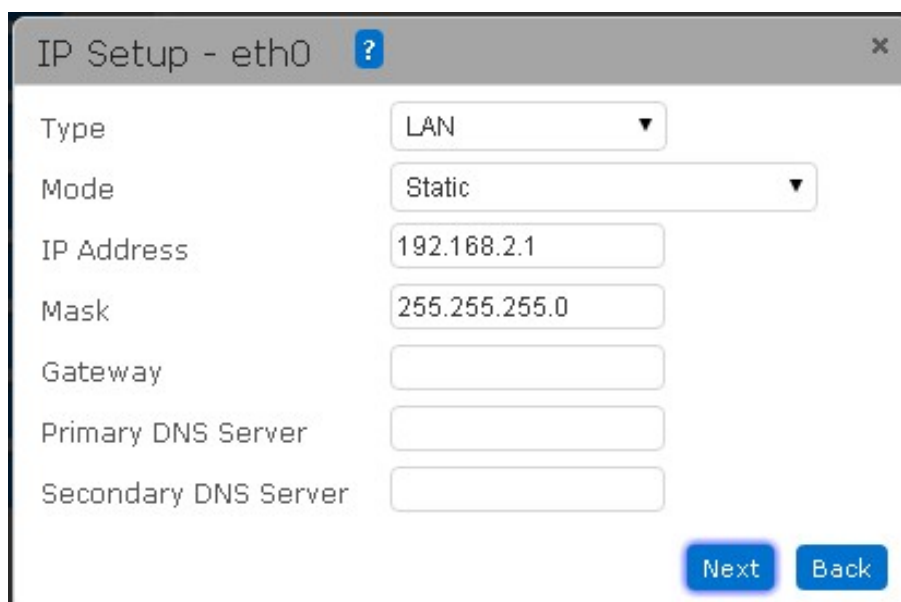 IP Setup - eth0 ? ×
Type LAN ▼
Mode Static ▼
IP Address 192.168.2.1
Mask 255.255.255.0
Gateway
Primary DNS Server
Secondary DNS Server
Next Back